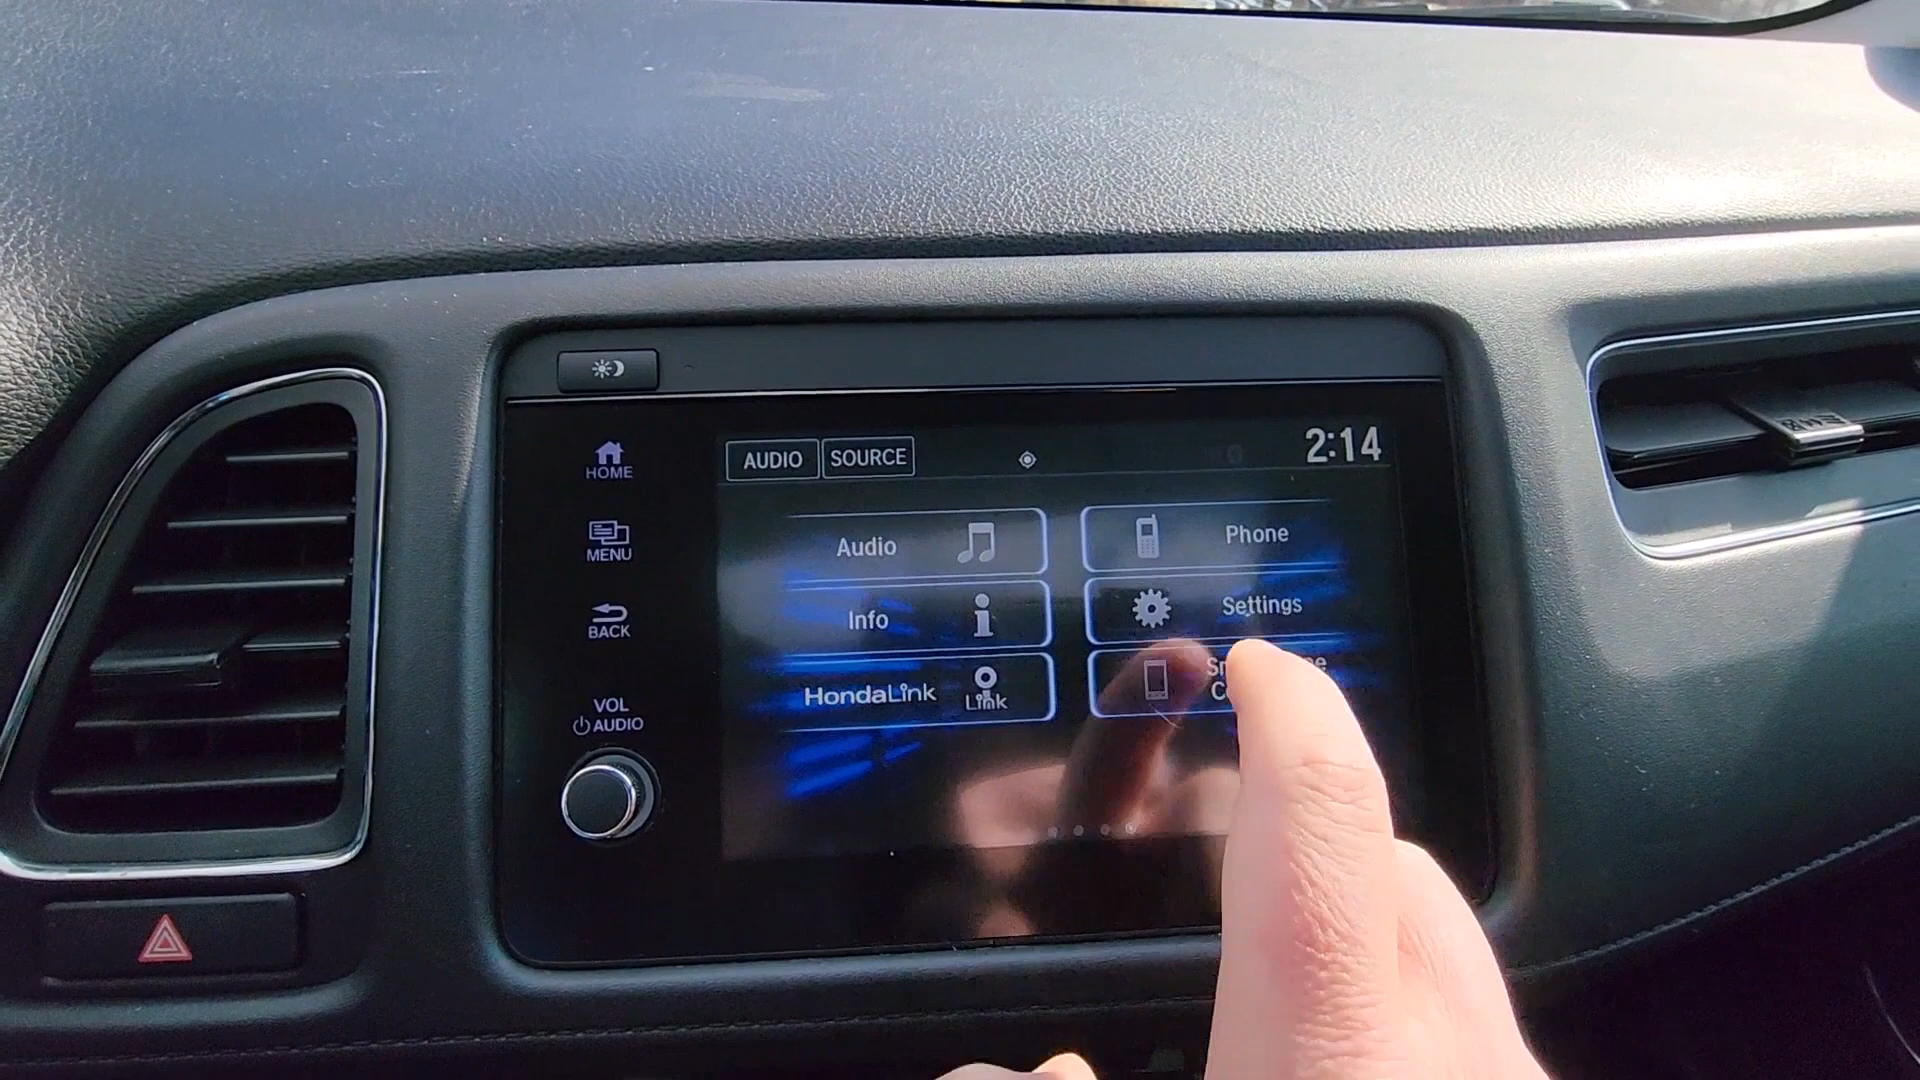 HOME
MENU
BACK
VOL
AUDIO
AUDIO SOURCE 2:14
Audio
Phone
Info
Settings
HondaLink Link